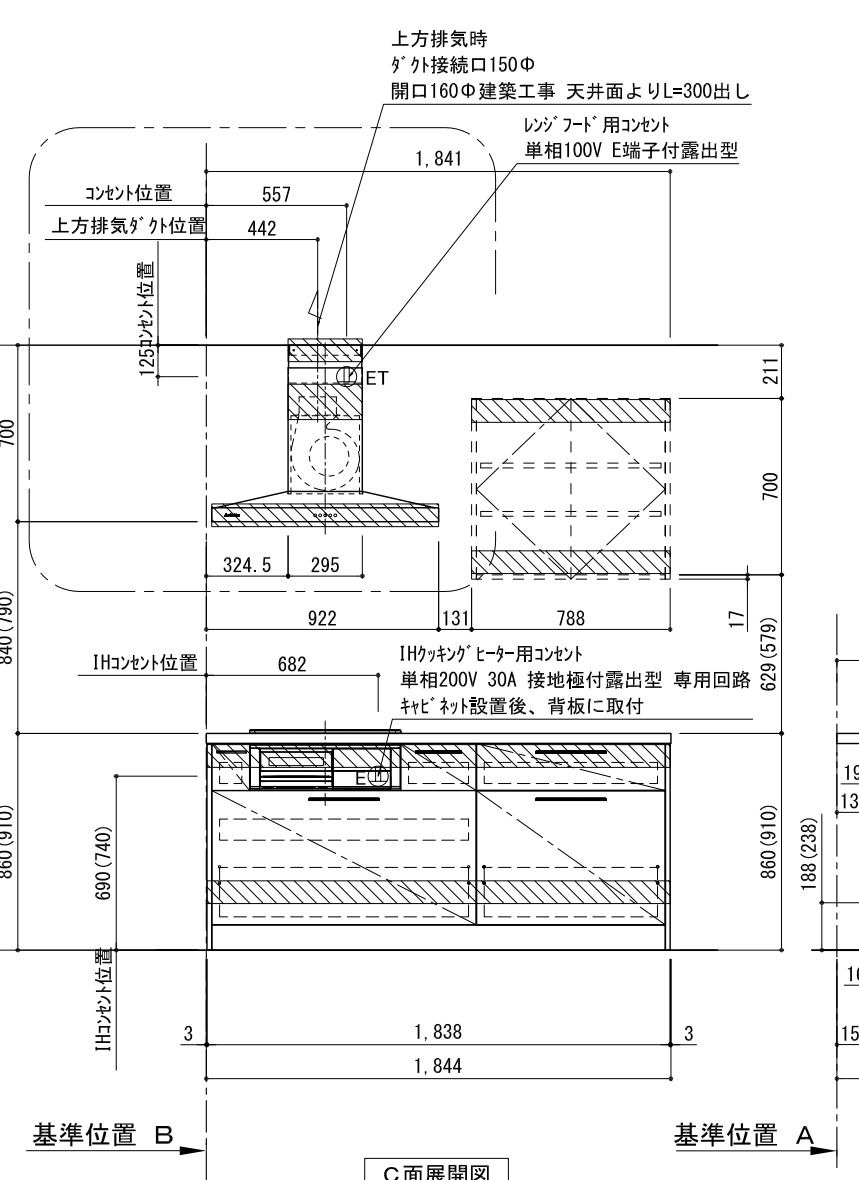 上方排気時
ダクト接続口150Φ
開口160Φ建築工事 天井面よりL=300出し
レンジフード用コンセント
単相100V E端子付露出型
1,841
コンセント位置
557
上方排気ダクト位置
442
125コンセント位置
ET
211
700
700
324.5
295
922
131
788
17
840(790)
629(579)
IHコンセント位置
682
IHクッキングヒーター用コンセント
単相200V 30A 接地極付露出型 専用回路
キャビネット設置後、背板に取付
E
19
13
860(910)
690(740)
860(910)
188(238)
IHコンセント位置
16
3
1,838
3
15
1,844
基準位置 B
基準位置 A
C面展開図